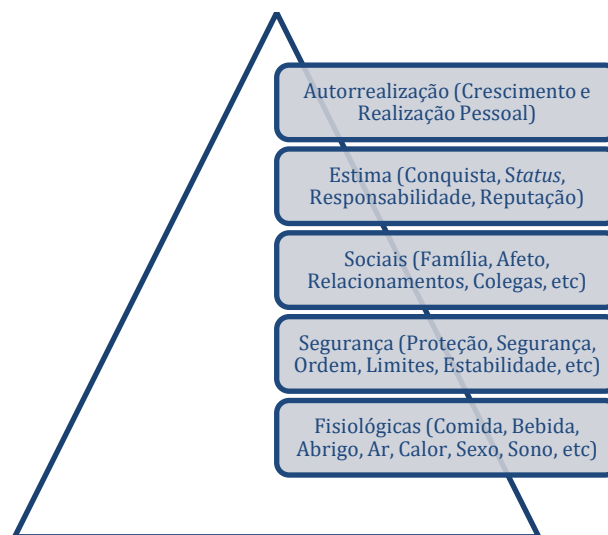 Autorrealização (Crescimento e
Realização Pessoal)
Estima (Conquista, Status,
Responsabilidade, Reputação)
Sociais (Família, Afeto,
Relacionamentos, Colegas, etc)
Segurança (Proteção, Segurança,
Ordem, Limites, Estabilidade, etc)
Fisiológicas (Comida, Bebida,
Abrigo, Ar, Calor, Sexo, Sono, etc)